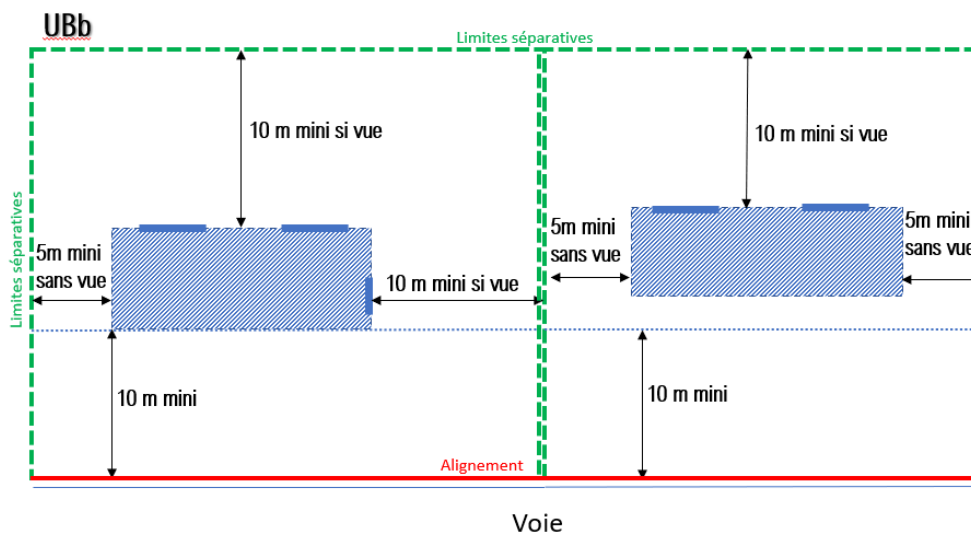 UBb
Limites séparatives
10 m mini si vue
10 m mini si vue
Limites séparatives
5m mini
sans vue
10 m mini si vue
5m mini
sans vue
5m mini
sans vue
10 m mini
10 m mini
Alignement
Voie